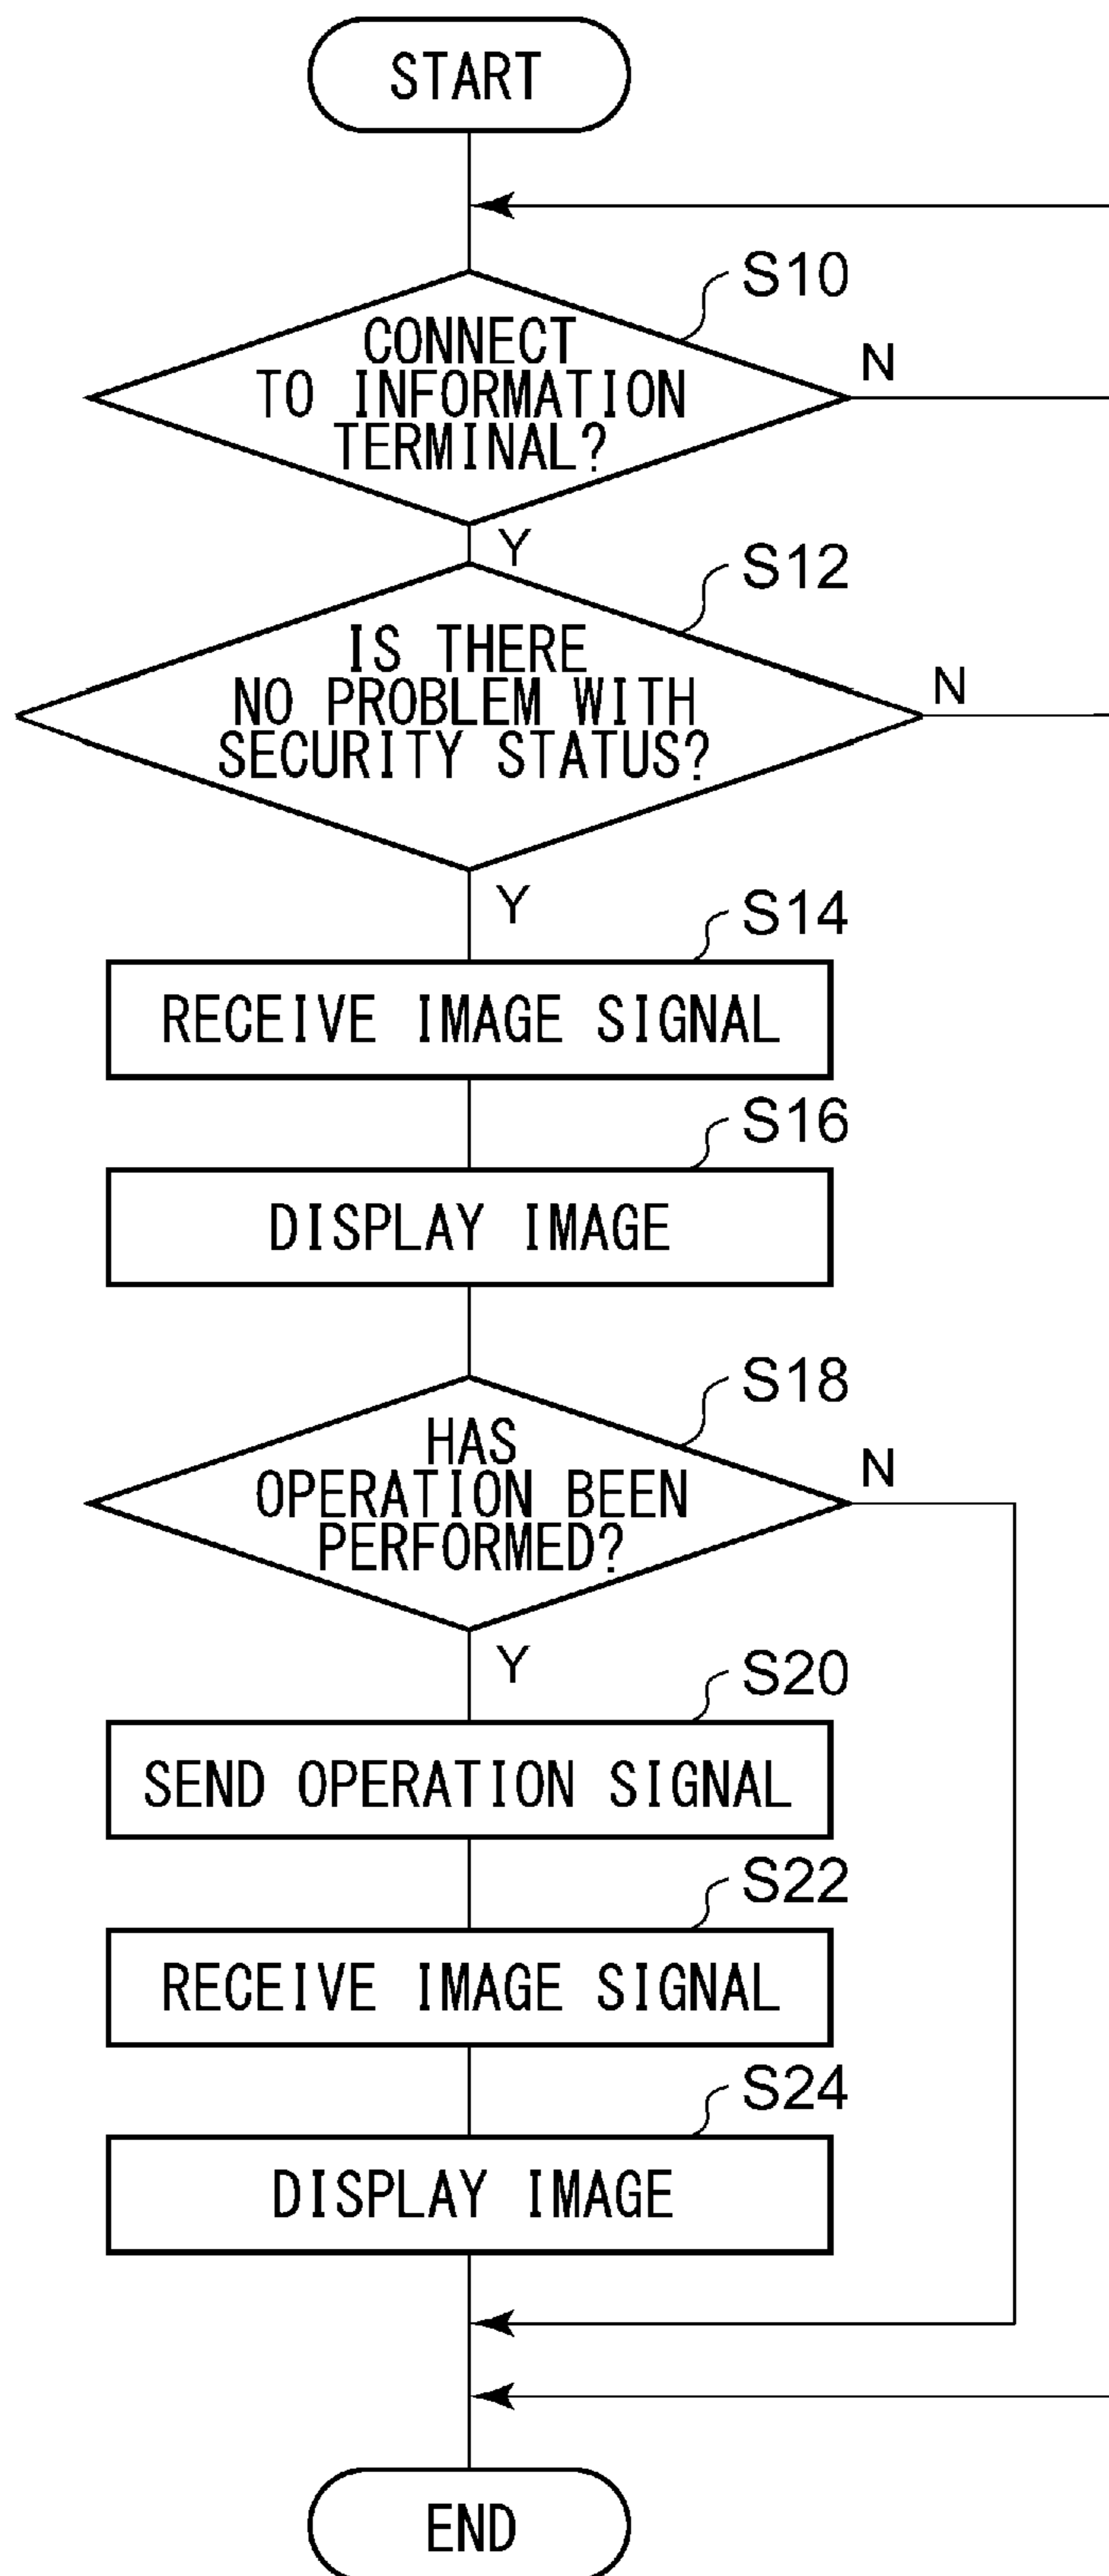 START
S10
CONNECT
TO INFORMATION
TERMINAL?
N
Y
S12
IS THERE
NO PROBLEM WITH
SECURITY STATUS?
N
Y
S14
RECEIVE IMAGE SIGNAL
S16
DISPLAY IMAGE
S18
HAS
OPERATION BEEN
PERFORMED?
N
Y
S20
SEND OPERATION SIGNAL
S22
RECEIVE IMAGE SIGNAL
S24
DISPLAY IMAGE
END